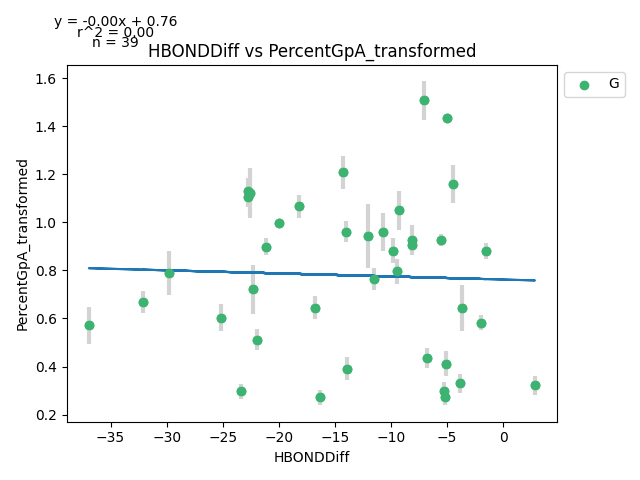 y = -0.00x + 0.76
r^2 = 0.00
n = 39
HBONDDiff vs PercentGpA_transformed
G
PercentGpA_transformed
1.6
1.4
1.2
1.0
0.8
0.6
0.4
0.2
−35
−30
−25
−20
−15
−10
−5
0
HBONDDiff